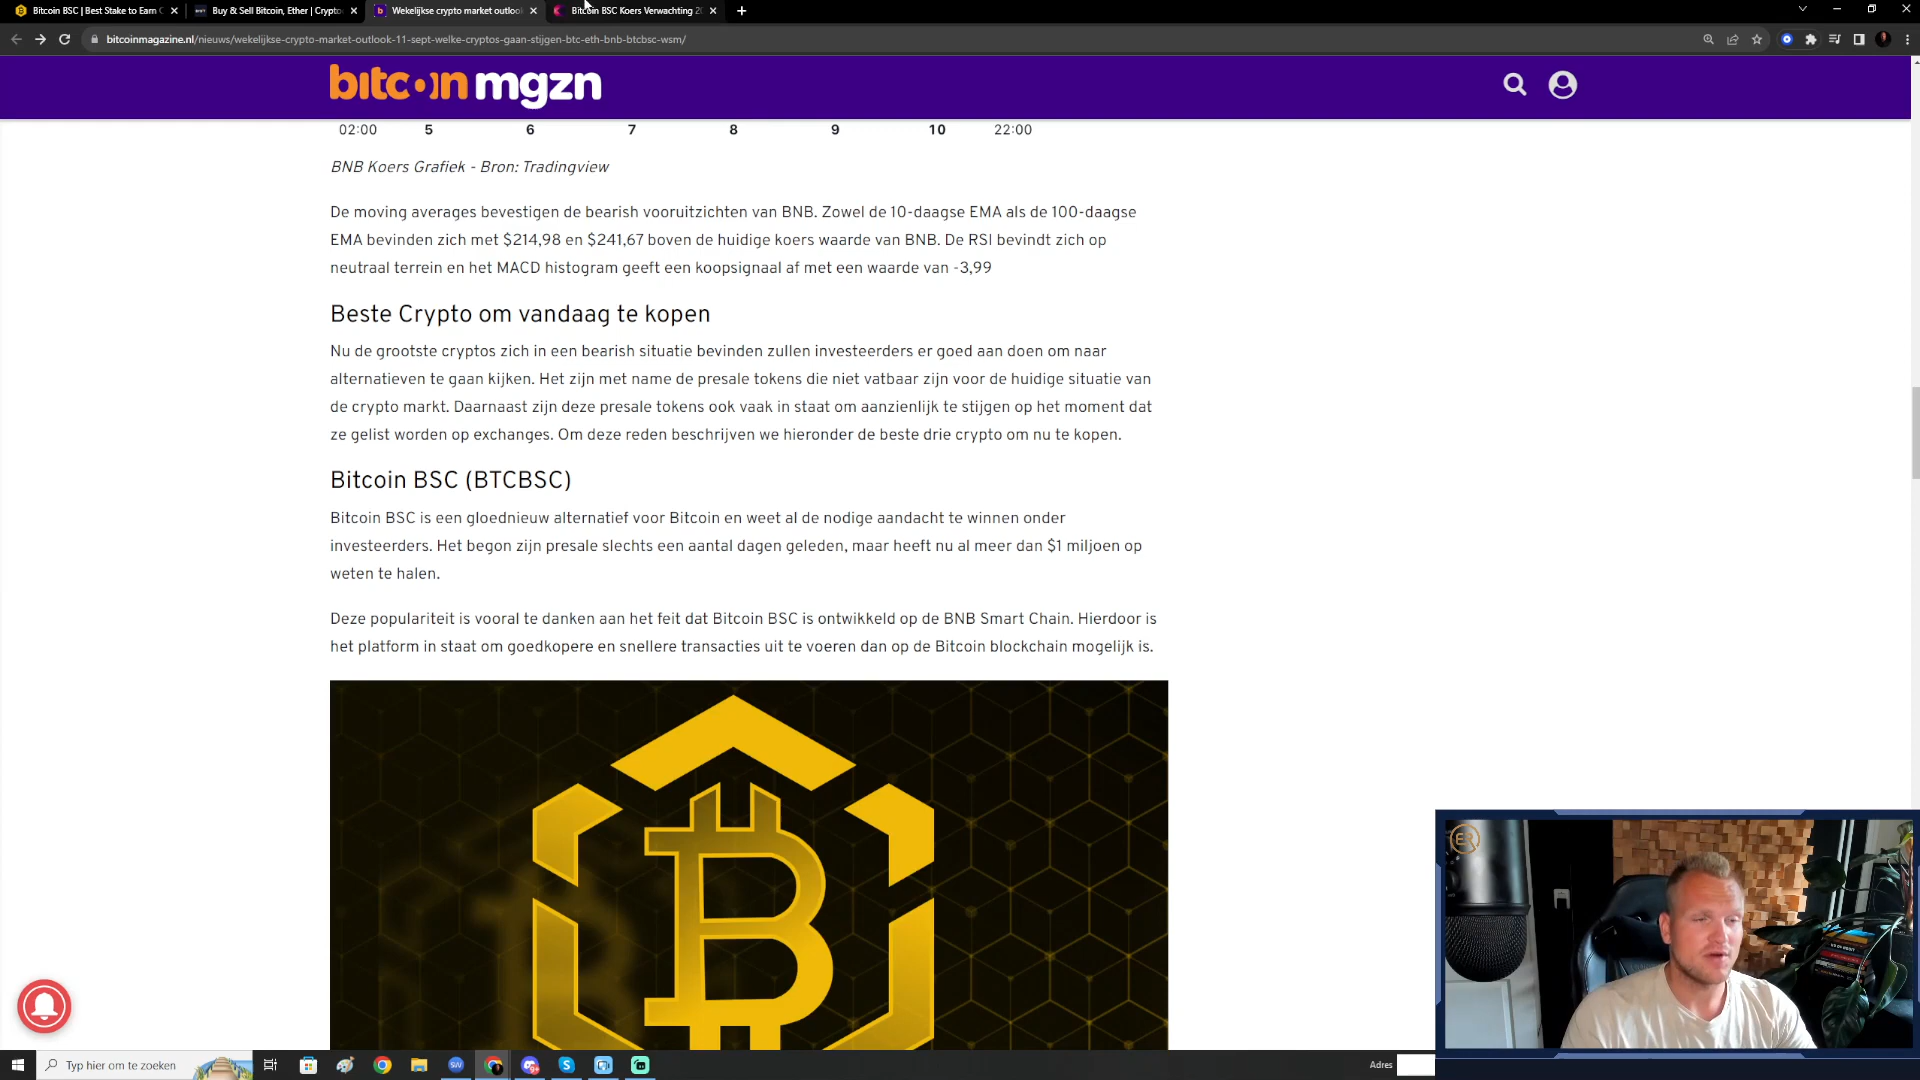 Bitcoin BSC | Best Stake to Earn C
Buy & Sell Bitcoin, Ether | Crypto
Wekelijkse crypto market outlook
Bitcoin BSC Koers Verwachting 20
bitcoinmagazine.nl/nieuws/wekelijkse-crypto-market-outlook-11-sept-welke-cryptos-gaan-stijgen-btc-eth-bnb-btcbsc-wsm/
bitcoin mgzn
02:00 5 6 7 8 9 10 22:00
BNB Koers Grafiek - Bron: Tradingview
De moving averages bevestigen de bearish vooruitzichten van BNB. Zowel de 10-daagse EMA als de 100-daagse
EMA bevinden zich met $214,98 en $241,67 boven de huidige koers waarde van BNB. De RSI bevindt zich op
neutraal terrein en het MACD histogram geeft een koopsignaal af met een waarde van -3,99
Beste Crypto om vandaag te kopen
Nu de grootste cryptos zich in een bearish situatie bevinden zullen investeerders er goed aan doen om naar
alternatieven te gaan kijken. Het zijn met name de presale tokens die niet vatbaar zijn voor de huidige situatie van
de crypto markt. Daarnaast zijn deze presale tokens ook vaak in staat om aanzienlijk te stijgen op het moment dat
ze gelist worden op exchanges. Om deze reden beschrijven we hieronder de beste drie crypto om nu te kopen.
Bitcoin BSC (BTCBSC)
Bitcoin BSC is een gloednieuw alternatief voor Bitcoin en weet al de nodige aandacht te winnen onder
investeerders. Het begon zijn presale slechts een aantal dagen geleden, maar heeft nu al meer dan $1 miljoen op
weten te halen.
Deze populariteit is vooral te danken aan het feit dat Bitcoin BSC is ontwikkeld op de BNB Smart Chain. Hierdoor is
het platform in staat om goedkopere en snellere transacties uit te voeren dan op de Bitcoin blockchain mogelijk is.
ER
Typ hier om te zoeken
Adres